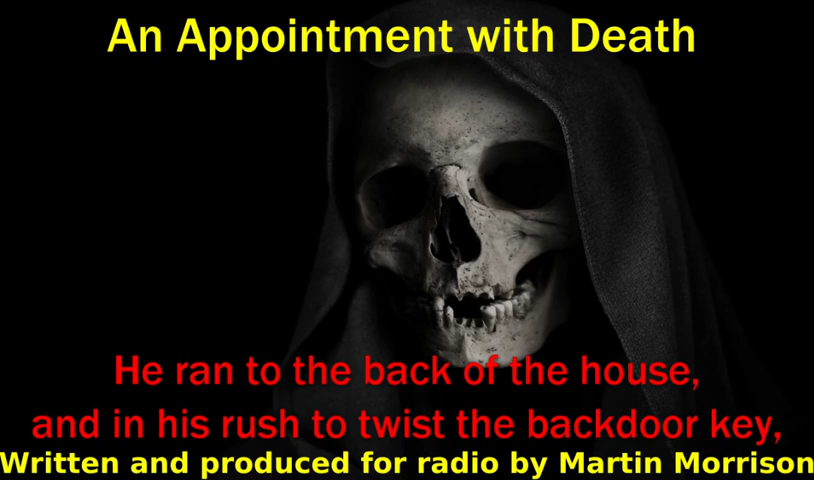 An Appointment with Death
He ran to the back of the house,
and in his rush to twist the backdoor key,
Written and produced for radio by Martin Morrison